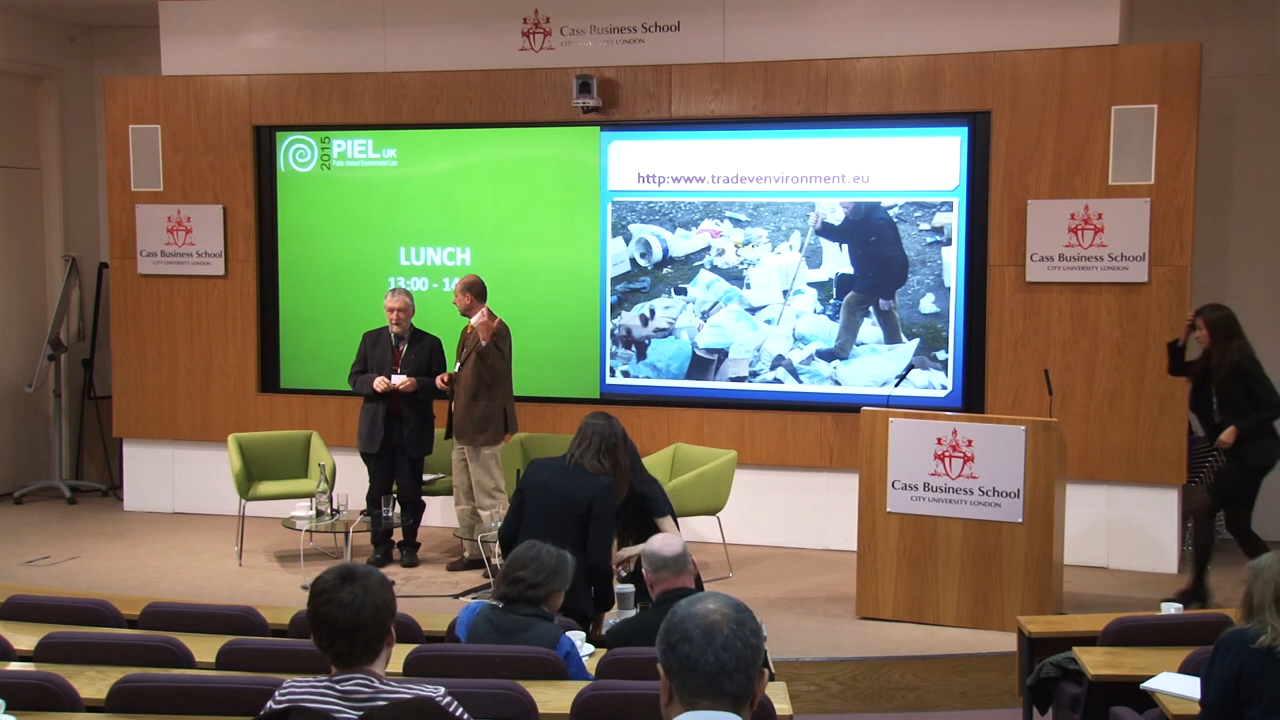 Cass Business School
CITY UNIVERSITY LONDON
2015
PIEL UK
Public Interest Environmental Law
LUNCH
13:00 - 14
http:www.tradevenvironment.eu
Cass Business School
CITY UNIVERSITY LONDON
Cass Business School
CITY UNIVERSITY LONDON
Cass Business School
CITY UNIVERSITY LONDON